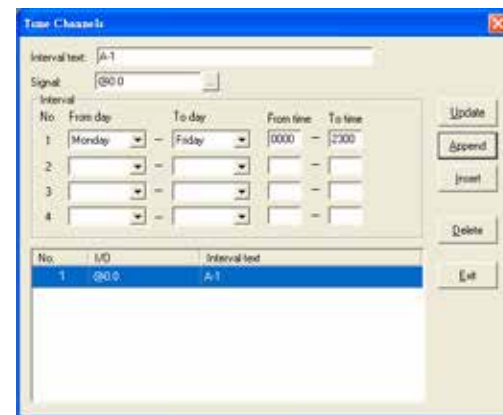 Time Channels
Interval text: A-1
Signal: @0.0 ...
Interval
No From day To day From time To time
1 Monday – Friday 0000 – 2300
2 – –
3 – –
4 – –
Update
Append
Insert
Delete
Exit
No. I/O Interval text
1 @0.0 A-1